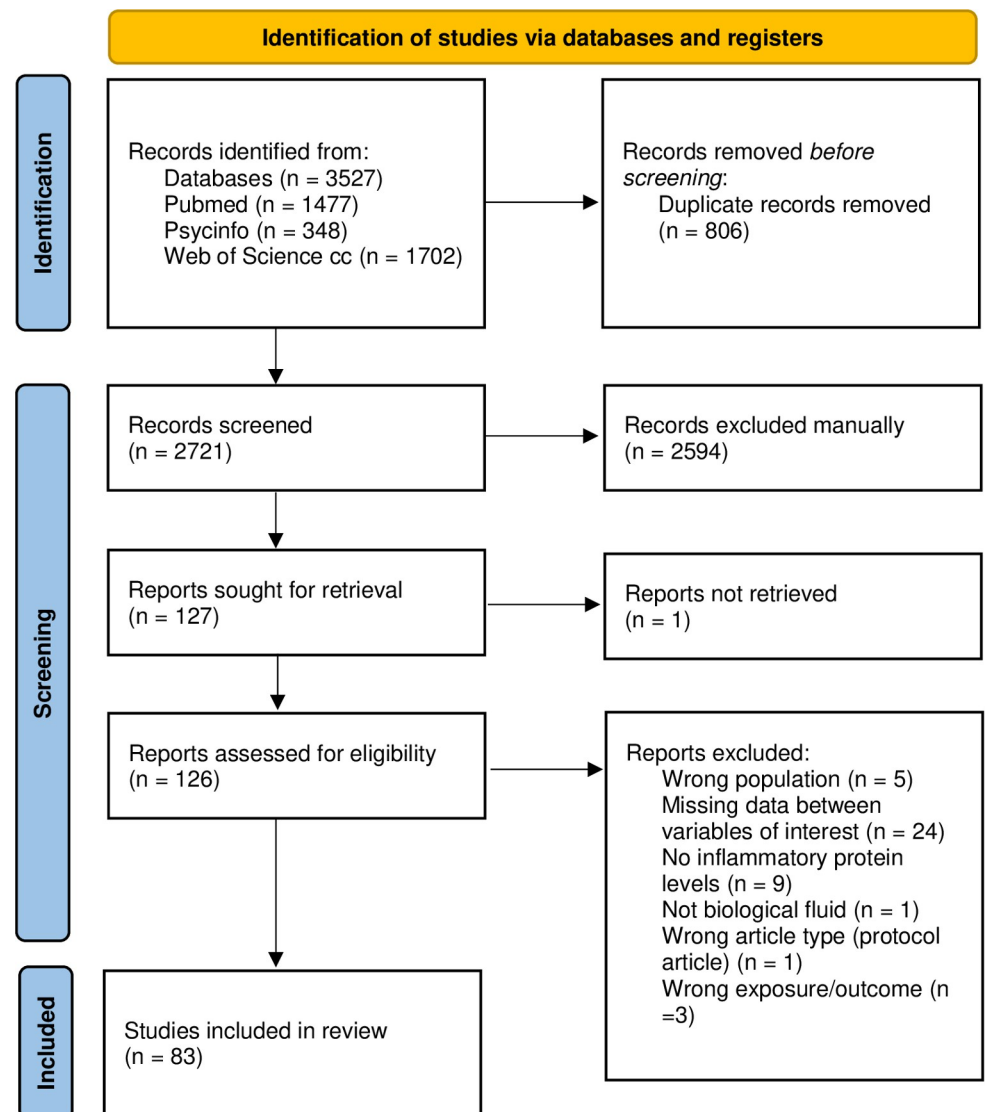 Identification of studies via databases and registers
Identification
Records identified from:
Databases (n = 3527)
Pubmed (n = 1477)
Psycinfo (n = 348)
Web of Science cc (n = 1702)
Records removed before
screening:
Duplicate records removed
(n = 806)
Screening
Records screened
(n = 2721)
Records excluded manually
(n = 2594)
Reports sought for retrieval
(n = 127)
Reports not retrieved
(n = 1)
Reports assessed for eligibility
(n = 126)
Reports excluded:
Wrong population (n = 5)
Missing data between
variables of interest (n = 24)
No inflammatory protein
levels (n = 9)
Not biological fluid (n = 1)
Wrong article type (protocol
article) (n = 1)
Wrong exposure/outcome (n
=3)
Included
Studies included in review
(n = 83)